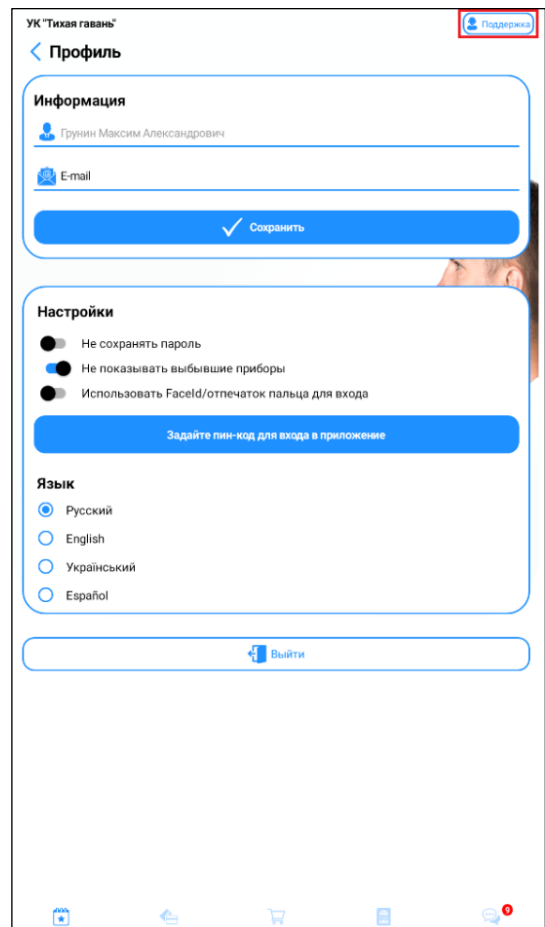 УК "Тихая гавань"
Поддержка
Профиль
Информация
Грунин Максим Александрович
E-mail
Сохранить
Настройки
Не сохранять пароль
Не показывать выбывшие приборы
Использовать FaceId/отпечаток пальца для входа
Задайте пин-код для входа в приложение
Язык
Русский
English
Український
Español
Выйти
9